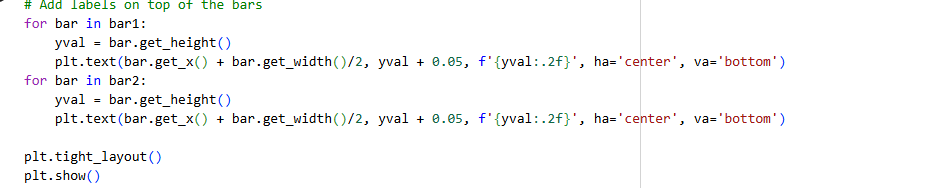 # Add labels on top of the bars
for bar in bar1:
    yval = bar.get_height()
    plt.text(bar.get_x() + bar.get_width()/2, yval + 0.05, f'{yval:.2f}', ha='center', va='bottom')
for bar in bar2:
    yval = bar.get_height()
    plt.text(bar.get_x() + bar.get_width()/2, yval + 0.05, f'{yval:.2f}', ha='center', va='bottom')
plt.tight_layout()
plt.show()